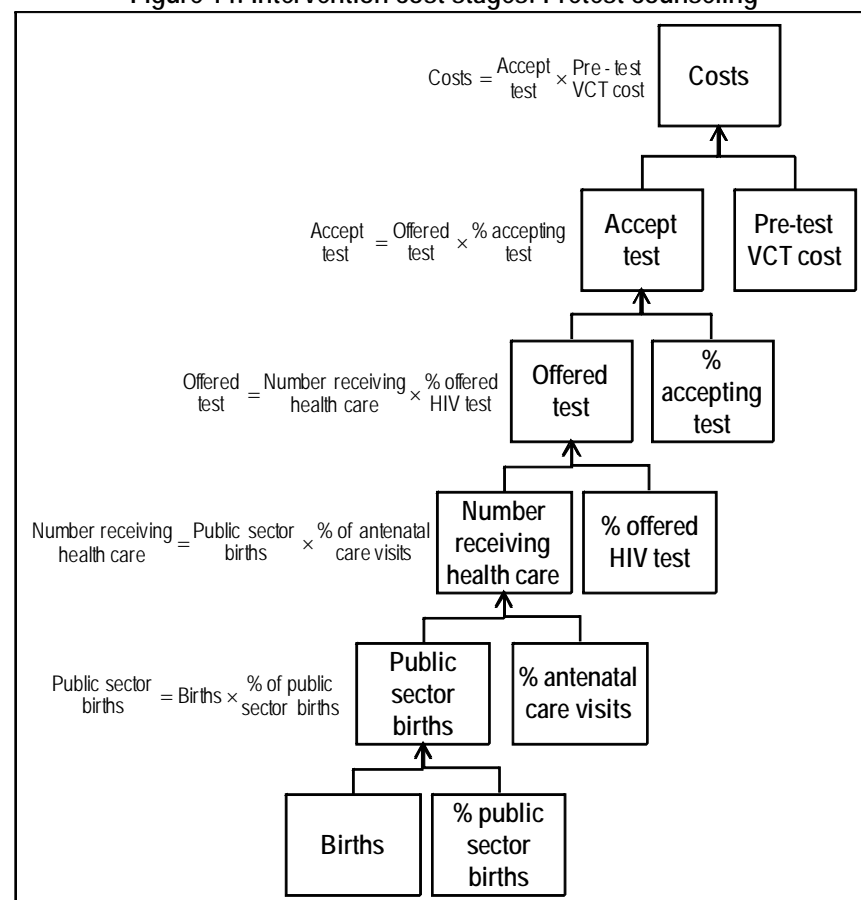 Figure Intervention cost stages: Pretest counseling
Costs = Accept test × Pre - test VCT cost
Costs
Accept test = Offered test × % accepting test
Accept
test
Pre-test
VCT cost
Offered test = Number receiving health care × % offered HIV test
Offered
test
%
accepting
test
Number receiving health care = Public sector births × % of antenatal care visits
Number
receiving
health care
% offered
HIV test
Public sector births = Births × % of public sector births
Public
sector
births
% antenatal
care visits
Births
% public
sector
births